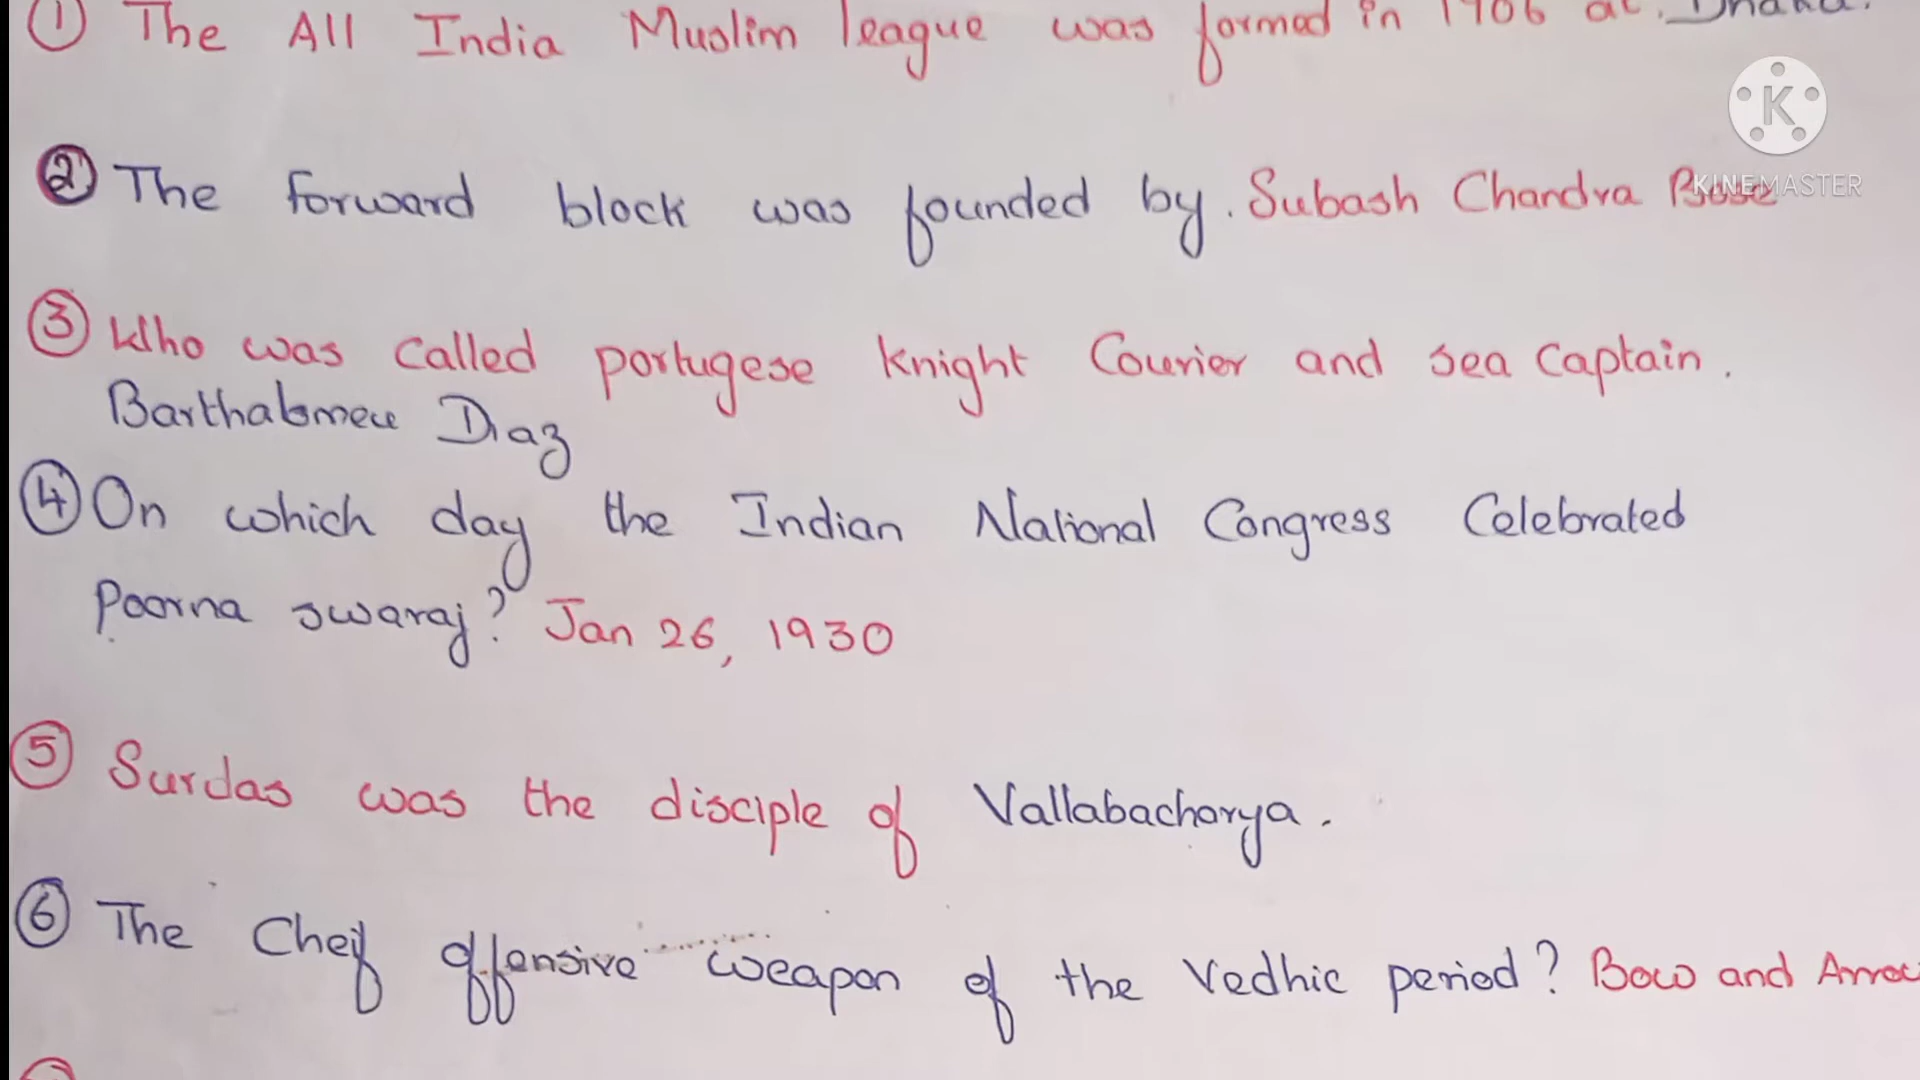 ① The All India Muslim league was formed in 1906 at. Dhaka.
K
KINEMASTER
② The forward block was founded by. Subash Chandra Bose
③ Who was called portugese knight Courier and sea Captain.
Barthalomew Diaz
④ On which day the Indian National Congress Celebrated
Poorna swaraj? Jan 26, 1930
⑤ Surdas was the disciple of Vallabacharya.
⑥ The Cheif offensive weapon of the Vedhic period? Bow and Arrow